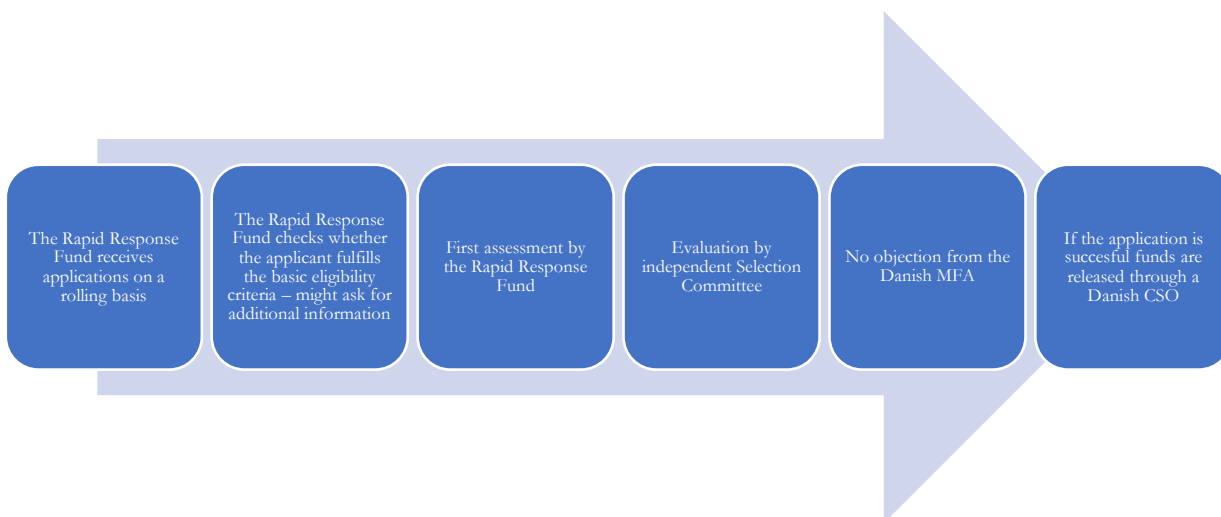 The Rapid Response
Fund receives
applications on a
rolling basis
The Rapid Response
Fund checks whether
the applicant fulfills
the basic eligibility
criteria – might ask for
additional information
First assessment by
the Rapid Response
Fund
Evaluation by
independent Selection
Committee
No objection from the
Danish MFA
If the application is
succesful funds are
released through a
Danish CSO